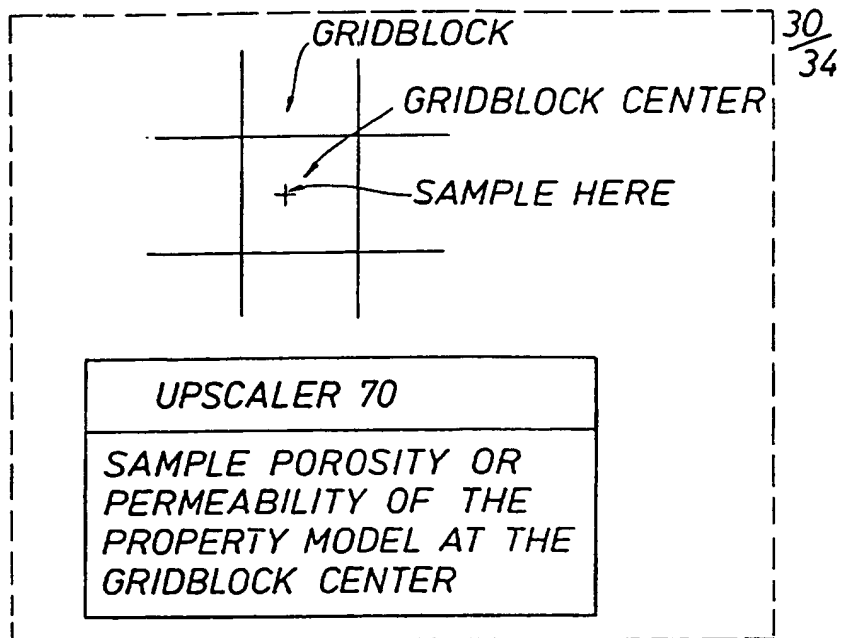 GRIDBLOCK
30
34
GRIDBLOCK CENTER
SAMPLE HERE
UPSCALER 70
SAMPLE POROSITY OR
PERMEABILITY OF THE
PROPERTY MODEL AT THE
GRIDBLOCK CENTER